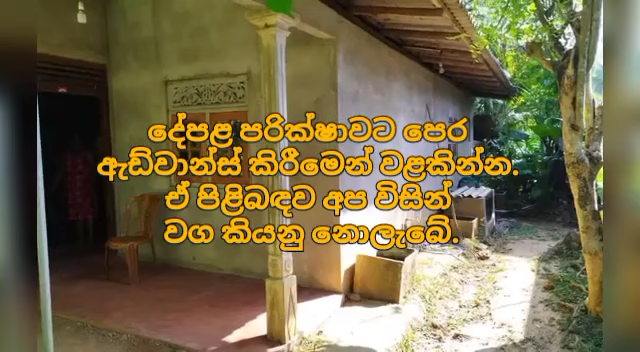 දේපළ පරික්ෂාවට පෙර
ඇඩ්වාන්ස් කිරීමෙන් වළකින්න.
ඒ පිළිබඳව අප විසින්
වග කියනු නොලැබේ.